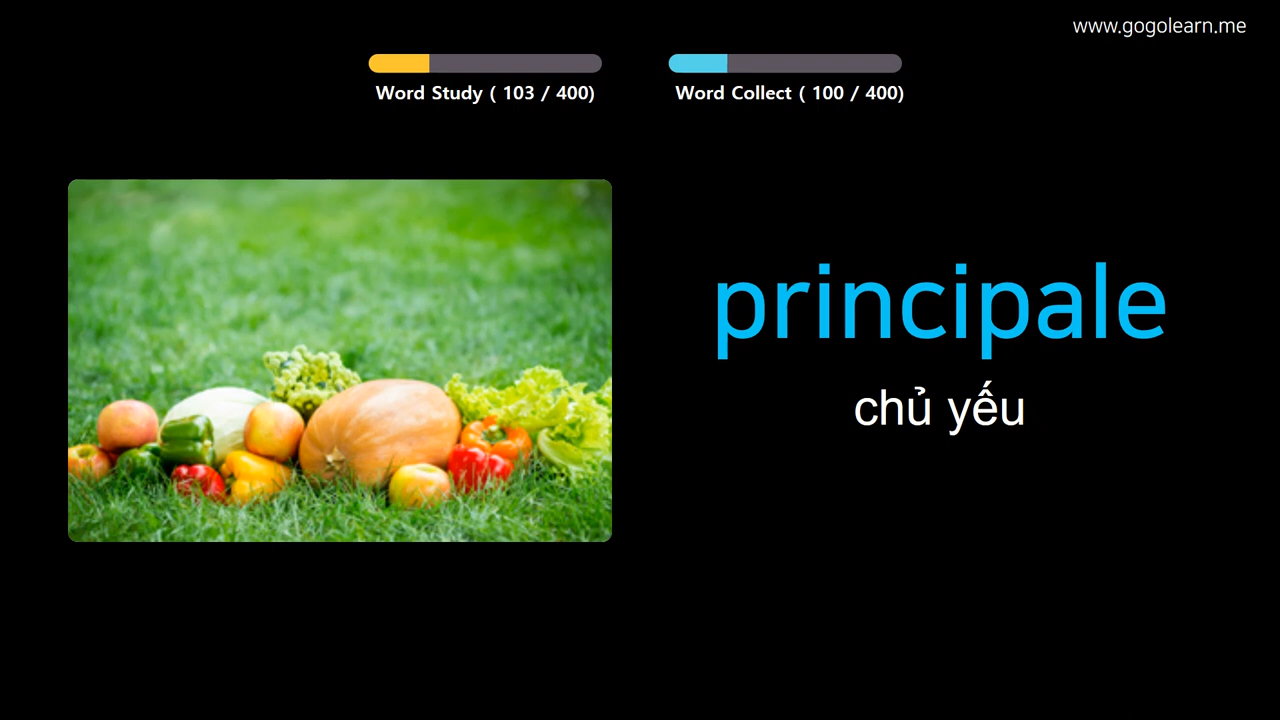 www.gogolearn.me
Word Study ( 103 / 400)
Word Collect ( 100 / 400)
principale
chủ yếu